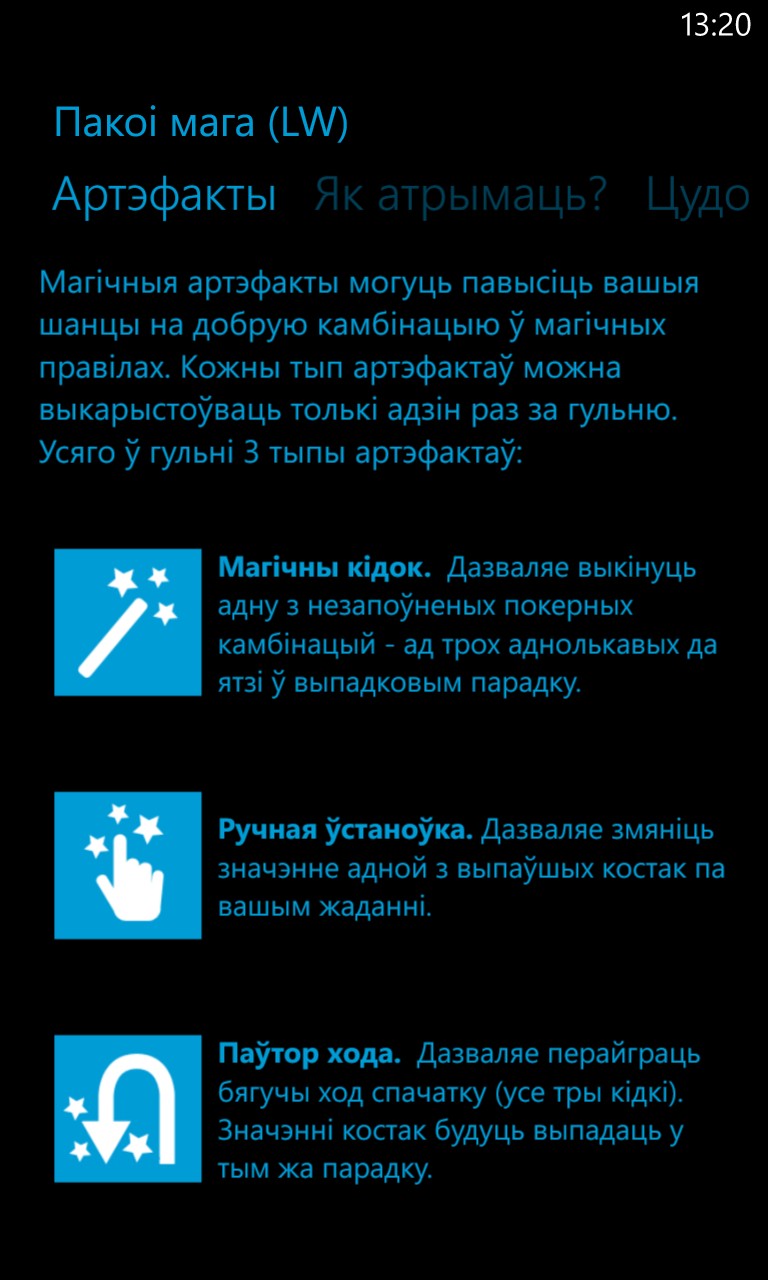 13:20
Пакоі мага (LW)
Артэфакты Як атрымаць? Цудо
Магічныя артэфакты могуць павысіць вашыя
шанцы на добрую камбінацыю ў магічных
правілах. Кожны тып артэфактаў можна
выкарыстоўваць толькі адзін раз за гульню.
Усяго ў гульні 3 тыпы артэфактаў:
Магічны кідок. Дазваляе выкінуць
адну з незапоўненых покерных
камбінацый - ад трох аднолькавых да
ятзі ў выпадковым парадку.
Ручная ўстаноўка. Дазваляе змяніць
значэнне адной з выпаўшых костак па
вашым жаданні.
Паўтор хода. Дазваляе перайграць
бягучы ход спачатку (усе тры кідкі).
Значэнні костак будуць выпадаць у
тым жа парадку.